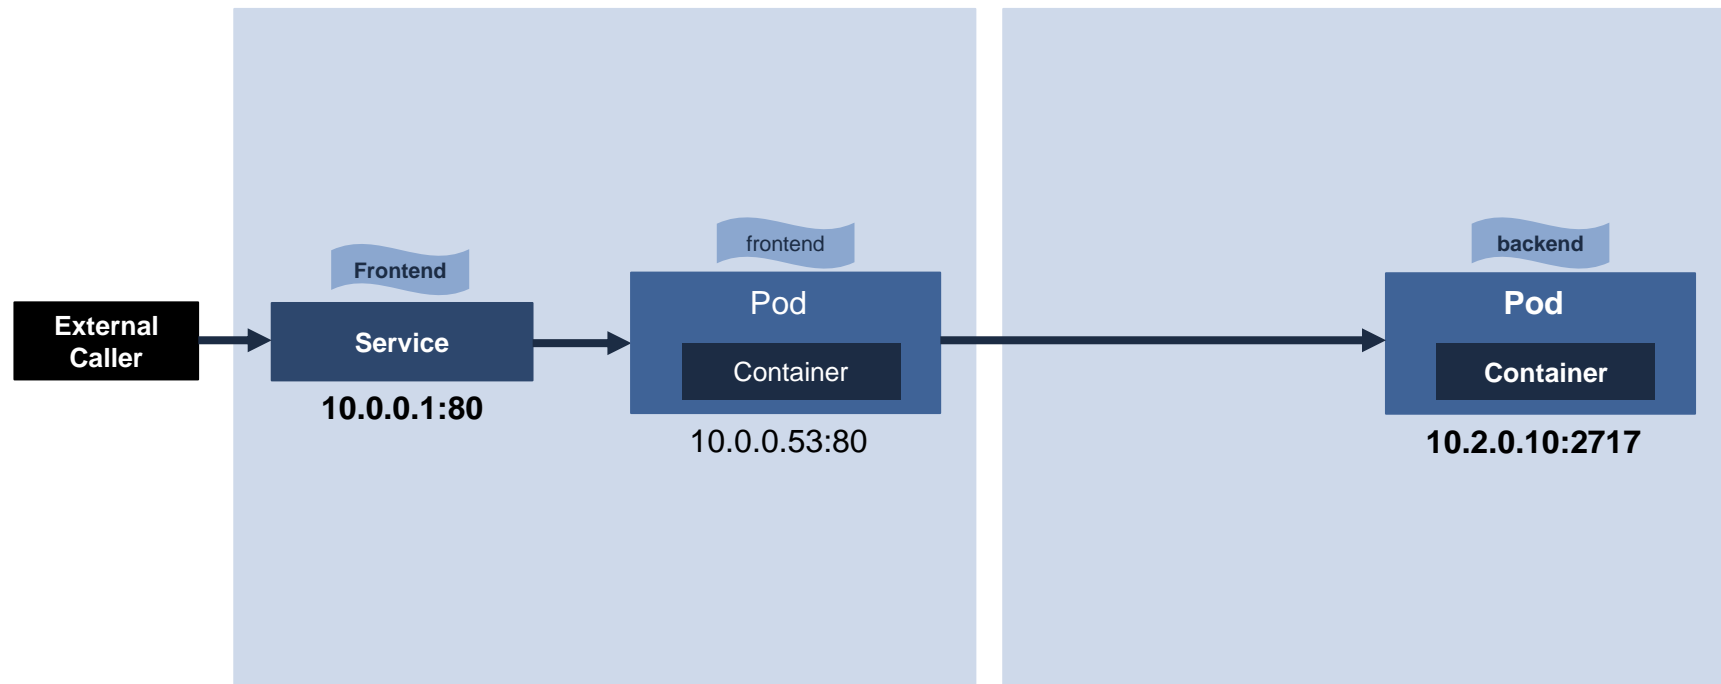 External
Caller
Frontend
Service
10.0.0.1:80
frontend
Pod
Container
10.0.0.53:80
backend
Pod
Container
10.2.0.10:2717